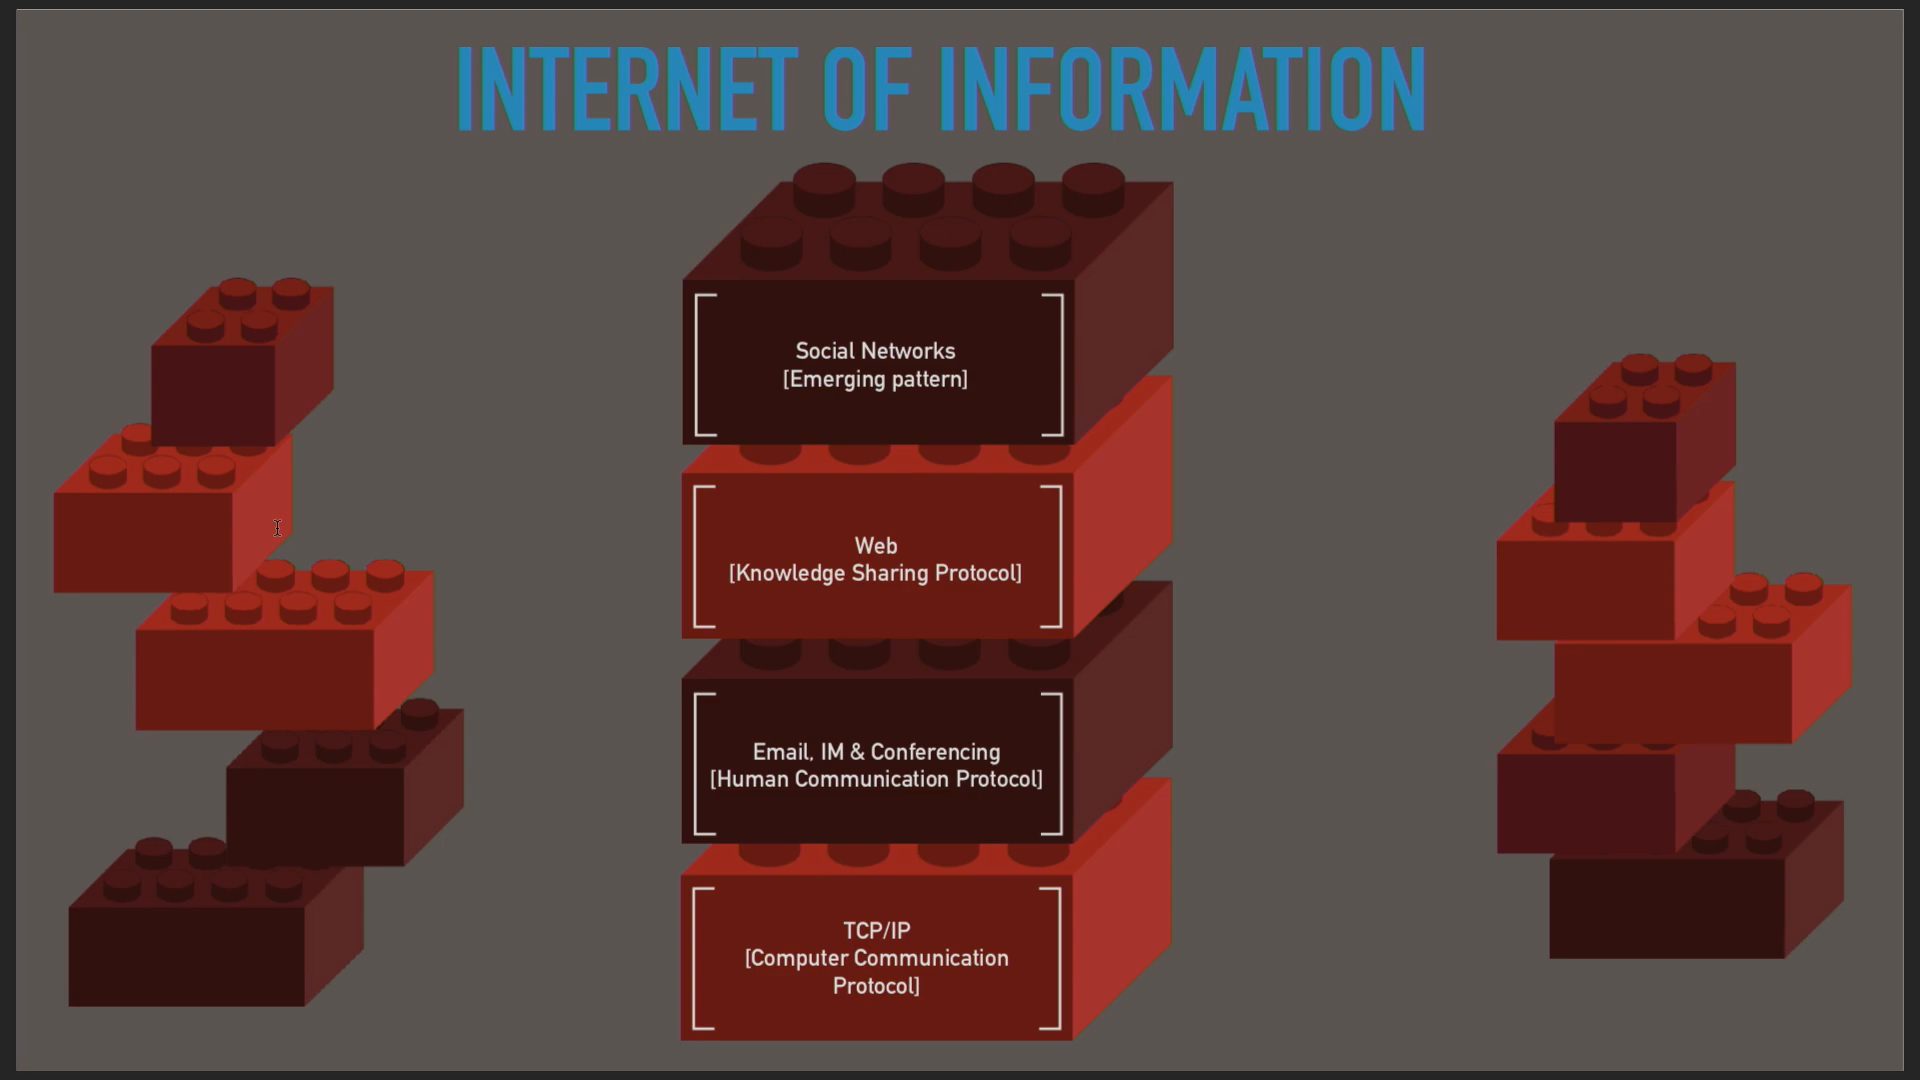 INTERNET OF INFORMATION
Social Networks
[Emerging pattern]
Web
[Knowledge Sharing Protocol]
Email, IM & Conferencing
[Human Communication Protocol]
TCP/IP
[Computer Communication
Protocol]